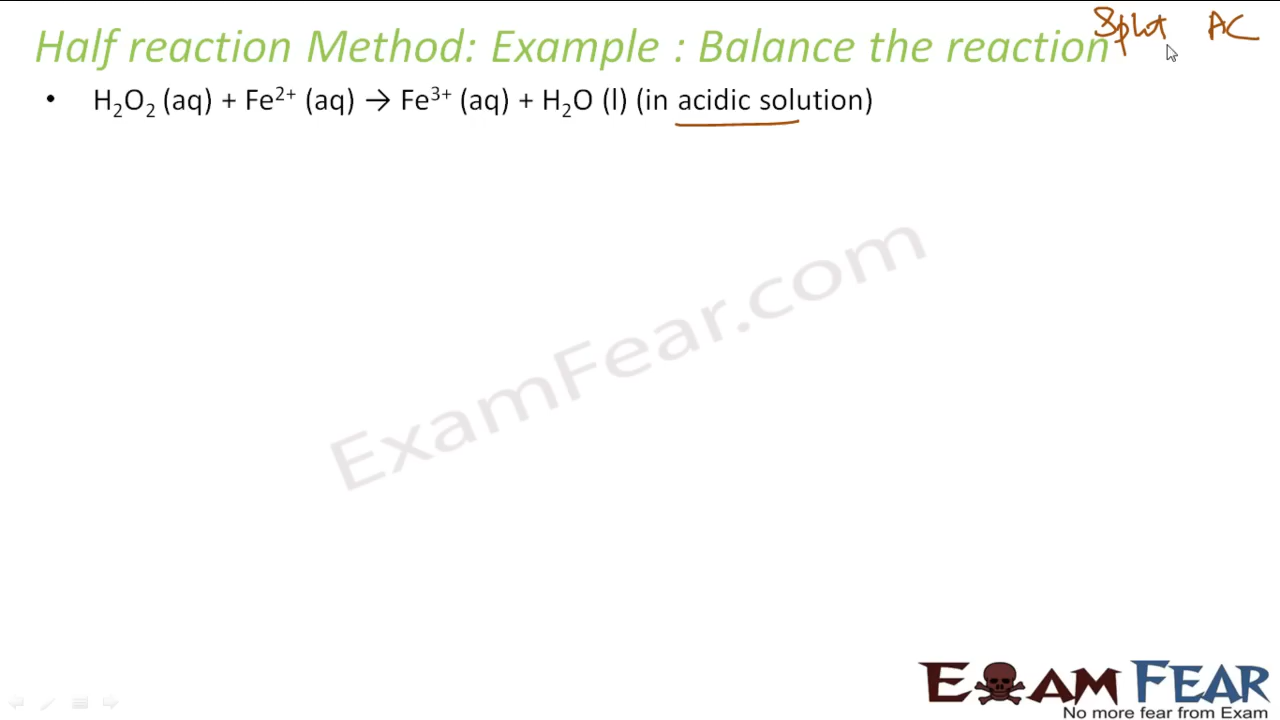 Half reaction Method: Example : Balance the reaction
Split AC
• H₂O₂ (aq) + Fe²⁺ (aq) → Fe³⁺ (aq) + H₂O (l) (in acidic solution)
ExamFear.com
EXAM FEAR
No more fear from Exam